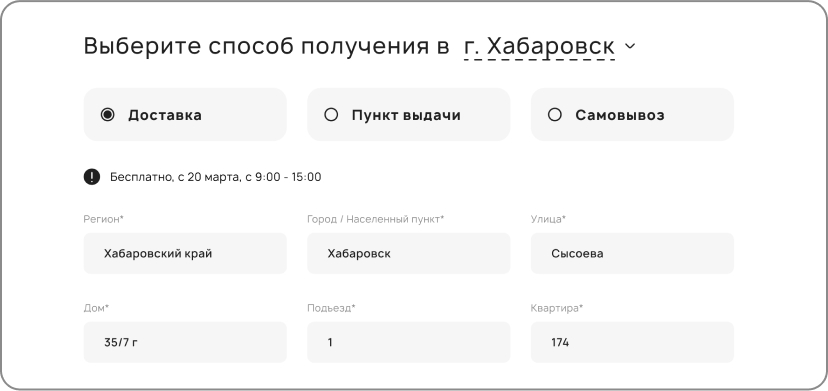 Выберите способ получения в г. Хабаровск
Доставка Пункт выдачи Самовывоз
! Бесплатно, с 20 марта, с 9:00 - 15:00
Регион* Город / Населенный пункт* Улица*
Хабаровский край Хабаровск Сысоева
Дом* Подьезд* Квартира*
35/7 г 1 174